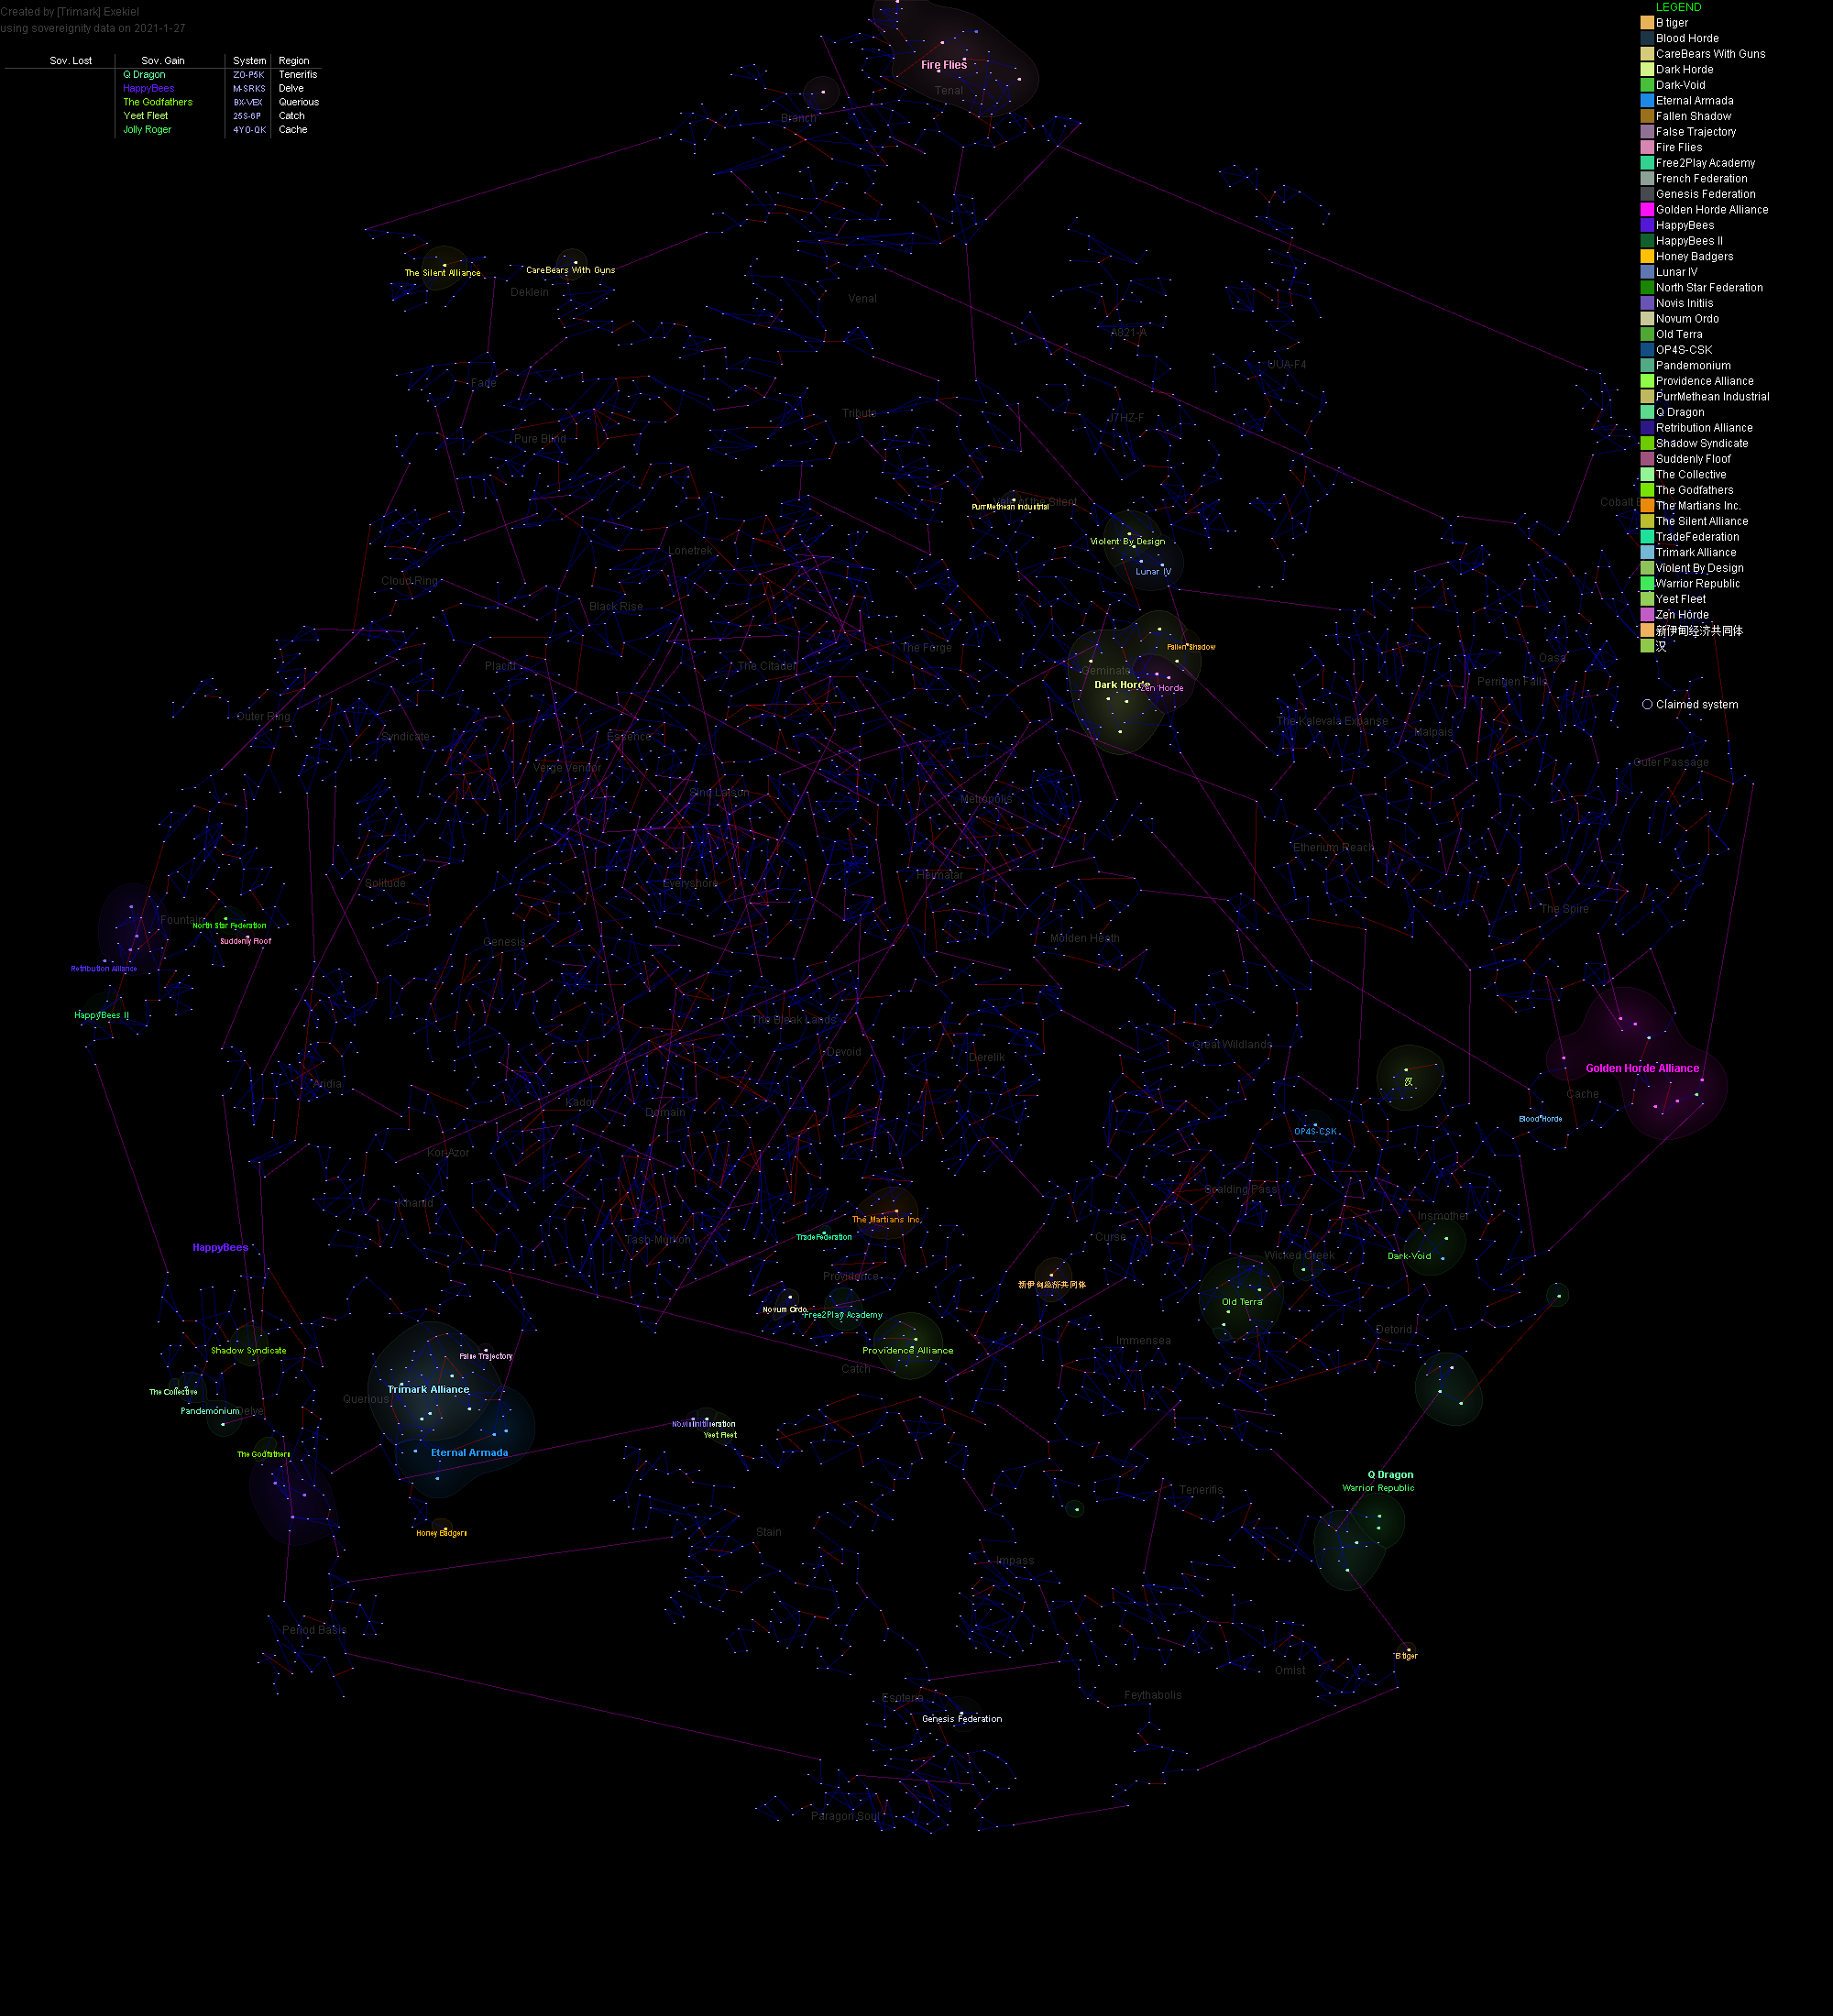 Created by [Trimark] Exekiel
using sovereignity data on 2021-1-27
Sov. Lost Sov. Gain System Region
Q Dragon ZO-P5K Tenerifis
HappyBees M-SRKS Delve
The Godfathers BX-VEX Querious
Yeet Fleet 25S-6P Catch
Jolly Roger 4YO-QK Cache
LEGEND
B tiger
Blood Horde
CareBears With Guns
Dark Horde
Dark-Void
Eternal Armada
Fallen Shadow
False Trajectory
Fire Flies
Free2Play Academy
French Federation
Genesis Federation
Golden Horde Alliance
HappyBees
HappyBees II
Honey Badgers
Lunar IV
North Star Federation
Novis Initiis
Novum Ordo
Old Terra
OP4S-CSK
Pandemonium
Providence Alliance
PurrMethean Industrial
Q Dragon
Retribution Alliance
Shadow Syndicate
Suddenly Floof
The Collective
The Godfathers
The Martians Inc.
The Silent Alliance
TradeFederation
Trimark Alliance
Violent By Design
Warrior Republic
Yeet Fleet
Zen Horde
新伊甸经济共同体
汉
Claimed system
Fire Flies
Tenal
Branch
The Silent Alliance
CareBears With Guns
Deklein
Venal
A821-A
UUA-F4
Fade
Tribute
J7HZ-F
Pure Blind
Vale of the Silent
PurrMethean Industrial
Cobalt
Violent By Design
Lonetrek
Lunar IV
Cloud Ring
Black Rise
The Forge
Fallen Shadow
Oasa
Placid
The Citadel
Geminate
Dark Horde
Zen Horde
Perrigen Falls
Outer Ring
The Kalevala Expanse
Syndicate
Essence
Malpais
Outer Passage
Verge Vendor
Sinq Laison
Metropolis
Etherium Reach
Solitude
Everyshore
Heimatar
The Spire
Fountain
North Star Federation
Suddenly Floof
Genesis
Molden Heath
Retribution Alliance
HappyBees II
The Bleak Lands
Great Wildlands
Devoid
Derelik
Golden Horde Alliance
Aridia
汉
Cache
Kador
Domain
Blood Horde
OP4S-CSK
Kor-Azor
Scalding Pass
Khanid
The Martians Inc.
Insmother
TradeFederation
Curse
Tash-Murkon
HappyBees
Wicked Creek
Dark-Void
Providence
新伊甸经济共同体
Old Terra
Novum Ordo
Free2Play Academy
Detorid
Immensea
Shadow Syndicate
Providence Alliance
False Trajectory
Catch
The Collective
Trimark Alliance
Querious
Pandemonium
Delve
Yeet Fleet
The Godfathers
Eternal Armada
Q Dragon
Warrior Republic
Tenerifis
Honey Badgers
Stain
Impass
Period Basis
B tiger
Omist
Esoteria
Feythabolis
Genesis Federation
Paragon Soul